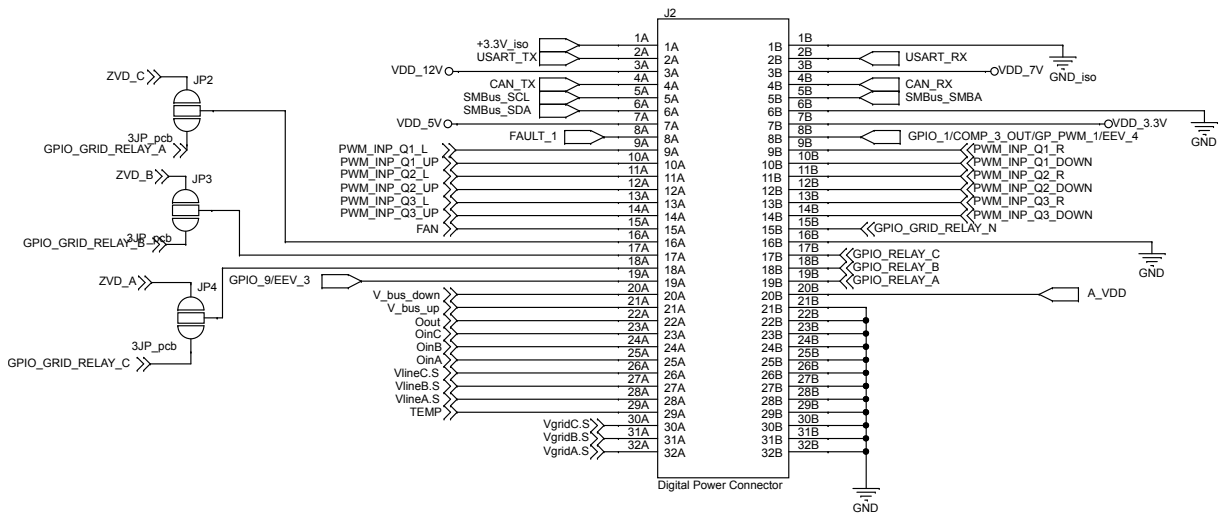 J2
1A 1A 1B 1B
+3.3V_iso
USART_TX 2A 2A 2B 2B USART_RX
VDD_12V 3A 3A 3B 3B VDD_7V
GND_iso
CAN_TX 4A 4A 4B 4B CAN_RX
SMBus_SCL 5A 5A 5B 5B SMBus_SMBA
SMBus_SDA 6A 6A 6B 6B
GND
VDD_5V 7A 7A 7B 7B VDD_3.3V
FAULT_1 8A 8A 8B 8B GPIO_1/COMP_3_OUT/GP_PWM_1/EEV_4
PWM_INP_Q1_L 9A 9A 9B 9B PWM_INP_Q1_R
PWM_INP_Q1_UP 10A 10A 10B 10B PWM_INP_Q1_DOWN
PWM_INP_Q2_L 11A 11A 11B 11B PWM_INP_Q2_R
PWM_INP_Q2_UP 12A 12A 12B 12B PWM_INP_Q2_DOWN
PWM_INP_Q3_L 13A 13A 13B 13B PWM_INP_Q3_R
PWM_INP_Q3_UP 14A 14A 14B 14B PWM_INP_Q3_DOWN
FAN 15A 15A 15B 15B GPIO_GRID_RELAY_N
16A 16A 16B 16B
GND
17A 17A 17B 17B GPIO_RELAY_C
18A 18A 18B 18B GPIO_RELAY_B
GPIO_9/EEV_3 19A 19A 19B 19B GPIO_RELAY_A
V_bus_down 20A 20A 20B 20B A_VDD
V_bus_up 21A 21A 21B 21B
Oout 22A 22A 22B 22B
OinC 23A 23A 23B 23B
OinB 24A 24A 24B 24B
OinA 25A 25A 25B 25B
VlineC.S 26A 26A 26B 26B
VlineB.S 27A 27A 27B 27B
VlineA.S 28A 28A 28B 28B
TEMP 29A 29A 29B 29B
VgridC.S 30A 30A 30B 30B
VgridB.S 31A 31A 31B 31B
VgridA.S 32A 32A 32B 32B
Digital Power Connector
GND
ZVD_C
JP2
3JP_pcb
GPIO_GRID_RELAY_A
ZVD_B
JP3
3JP_pcb
GPIO_GRID_RELAY_B
ZVD_A
JP4
3JP_pcb
GPIO_GRID_RELAY_C